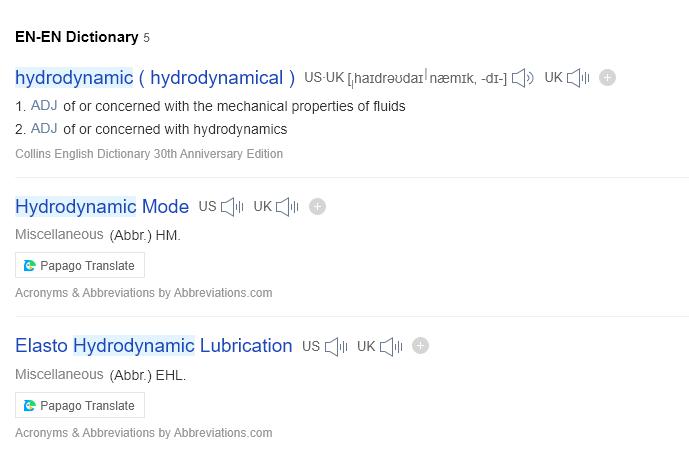 EN-EN Dictionary 5
hydrodynamic ( hydrodynamical ) US·UK [ˌhaɪdrəʊdaɪˈnæmɪk, -dɪ-] UK
1. ADJ of or concerned with the mechanical properties of fluids
2. ADJ of or concerned with hydrodynamics
Collins English Dictionary 30th Anniversary Edition
Hydrodynamic Mode US UK
Miscellaneous (Abbr.) HM.
Papago Translate
Acronyms & Abbreviations by Abbreviations.com
Elasto Hydrodynamic Lubrication US UK
Miscellaneous (Abbr.) EHL.
Papago Translate
Acronyms & Abbreviations by Abbreviations.com